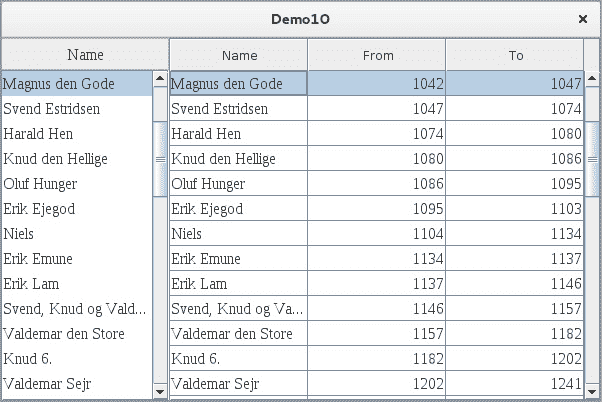 Demo10 ×
Name Name From To
Magnus den Gode Magnus den Gode 1042 1047
Svend Estridsen Svend Estridsen 1047 1074
Harald Hen Harald Hen 1074 1080
Knud den Hellige Knud den Hellige 1080 1086
Oluf Hunger Oluf Hunger 1086 1095
Erik Ejegod Erik Ejegod 1095 1103
Niels Niels 1104 1134
Erik Emune Erik Emune 1134 1137
Erik Lam Erik Lam 1137 1146
Svend, Knud og Vald... Svend, Knud og Va... 1146 1157
Valdemar den Store Valdemar den Store 1157 1182
Knud 6. Knud 6. 1182 1202
Valdemar Sejr Valdemar Sejr 1202 1241